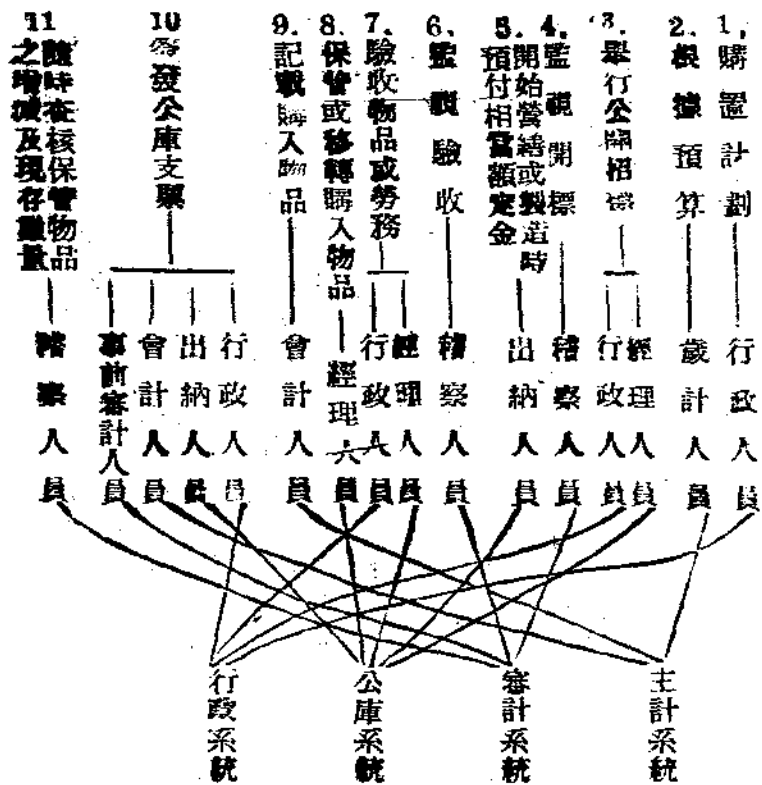 1,購置計劃
2.根據預算
3.舉行公開招標
4.監視開標
5.開始營繕或製造時
預付相當額定金
6.監視驗收
7.驗收物品或勞務
8.保管或移轉購入物品
9.記載購入物品
10簽發公庫支票
11隨時查核保管物品
之增減及現存數量
行政人員
歲計人員
經理人員
行政人員
稽察人員
出納人員
稽察人員
經理人員
行政人員
經理人員
會計人員
行政人員
出納人員
會計人員
事前審計人員
稽察人員
主計系統
審計系統
公庫系統
行政系統